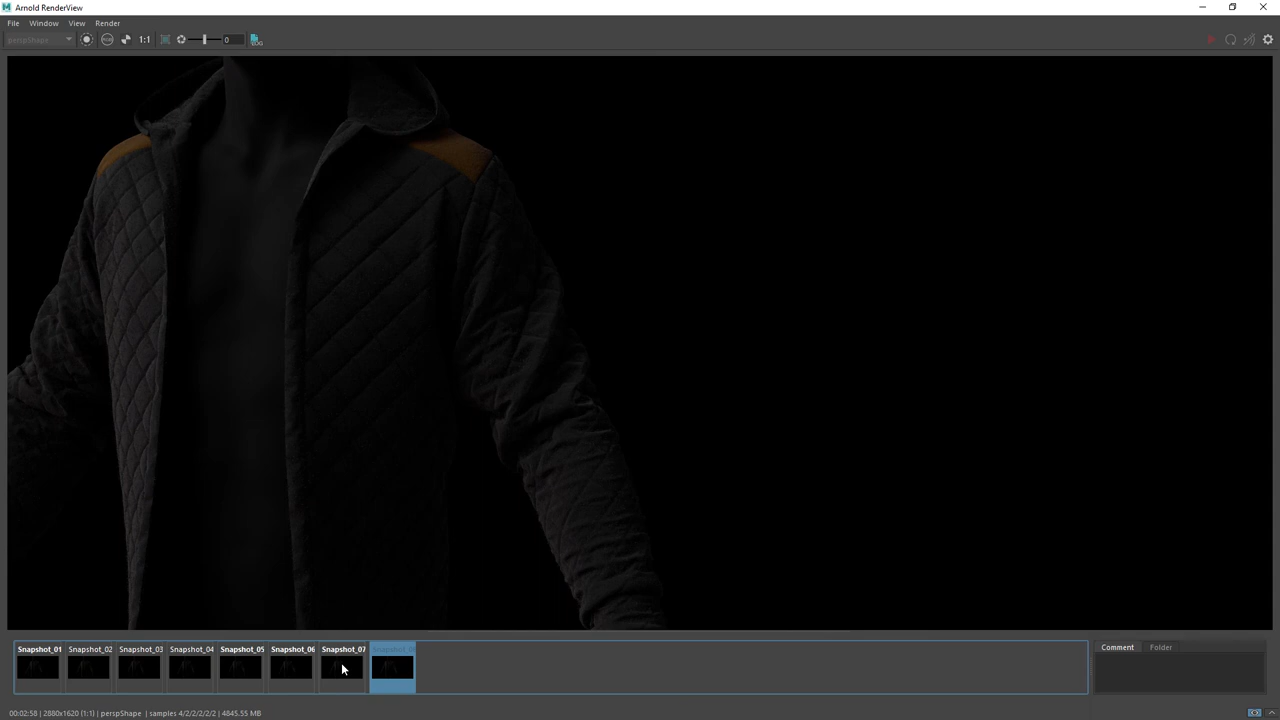 Arnold RenderView
File Window View Render
perspShape 1:1 0
Snapshot_01 Snapshot_02 Snapshot_03 Snapshot_04 Snapshot_05 Snapshot_06 Snapshot_07
Comment Folder
00:02:58 | 2880x1620 (1:1) | perspShape | samples 4/2/2/2/2/2 | 4845.55 MB